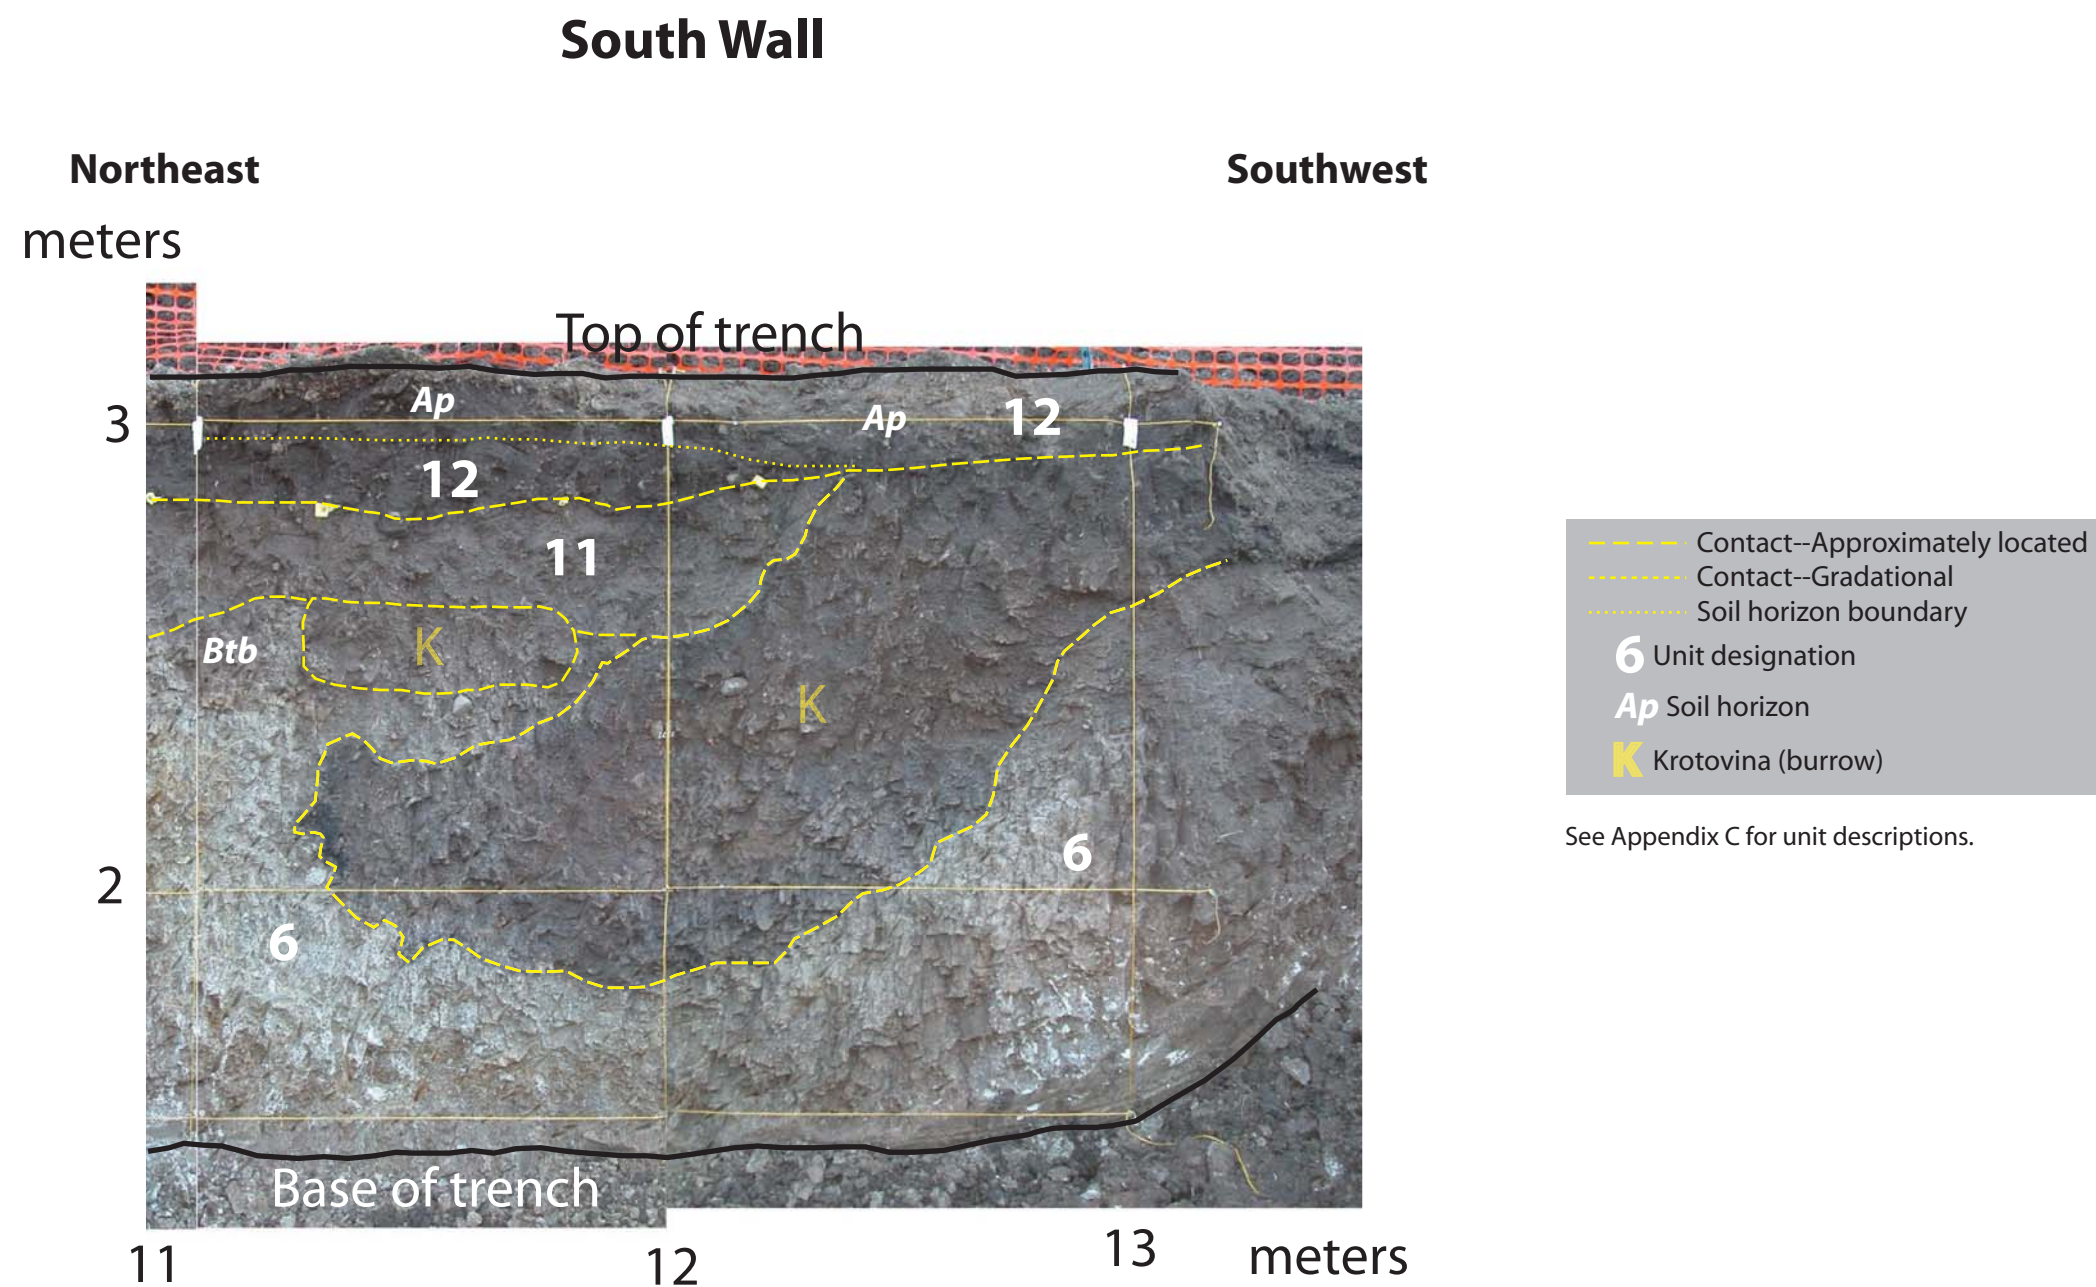 South Wall
Northeast
Southwest
meters
Top of trench
3
Ap
Ap
12
12
11
Btb
K
K
6
2
6
Base of trench
11
12
13
meters
Contact--Approximately located
Contact--Gradational
Soil horizon boundary
6 Unit designation
Ap Soil horizon
K Krotovina (burrow)
See Appendix C for unit descriptions.